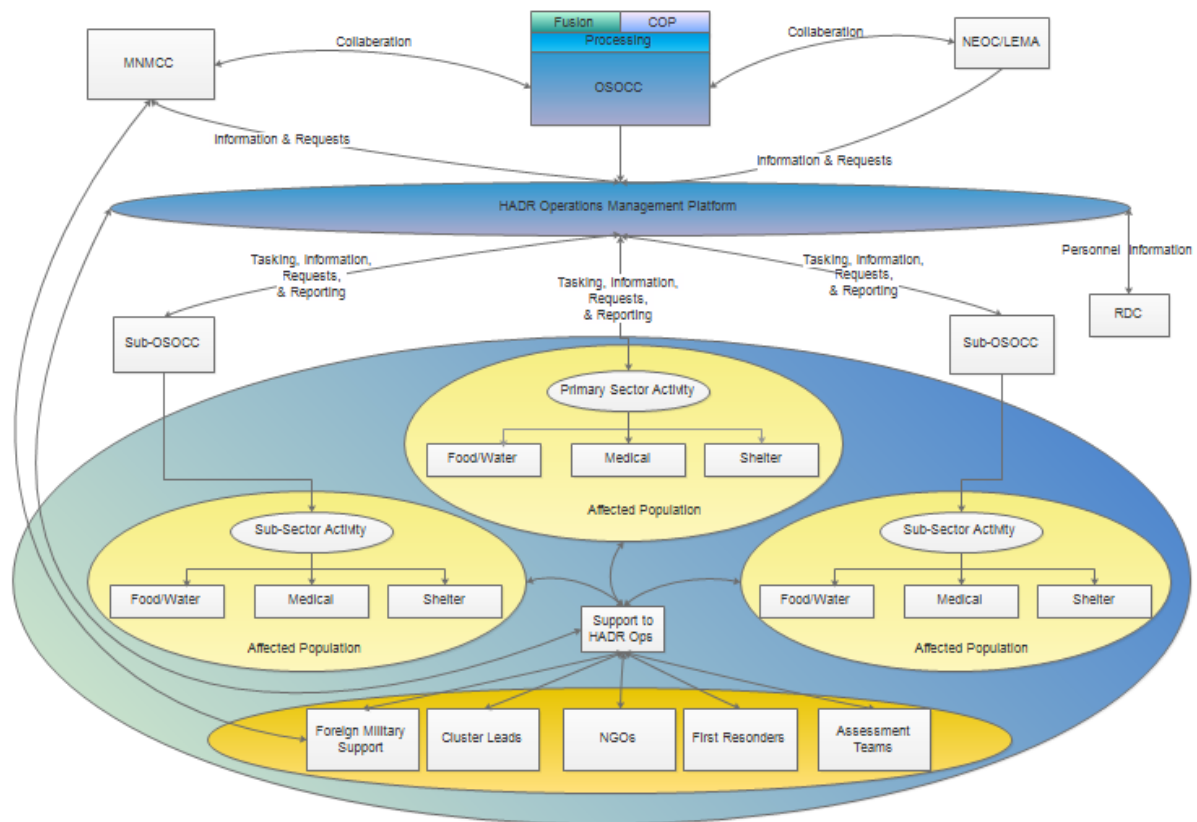 Fusion
COP
Processing
OSOCC
MNMCC
Collaberation
Collaberation
NEOC/LEMA
Information & Requests
Information & Requests
HADR Operations Management Platform
Tasking, Information,
Requests,
& Reporting
Tasking, Information,
Requests,
& Reporting
Tasking, Information,
Requests,
& Reporting
Personnel Information
RDC
Sub-OSOCC
Sub-OSOCC
Primary Sector Activity
Food/Water
Medical
Shelter
Affected Population
Sub-Sector Activity
Food/Water
Medical
Shelter
Affected Population
Sub-Sector Activity
Food/Water
Medical
Shelter
Affected Population
Support to
HADR Ops
Foreign Military
Support
Cluster Leads
NGOs
First Resonders
Assessment
Teams